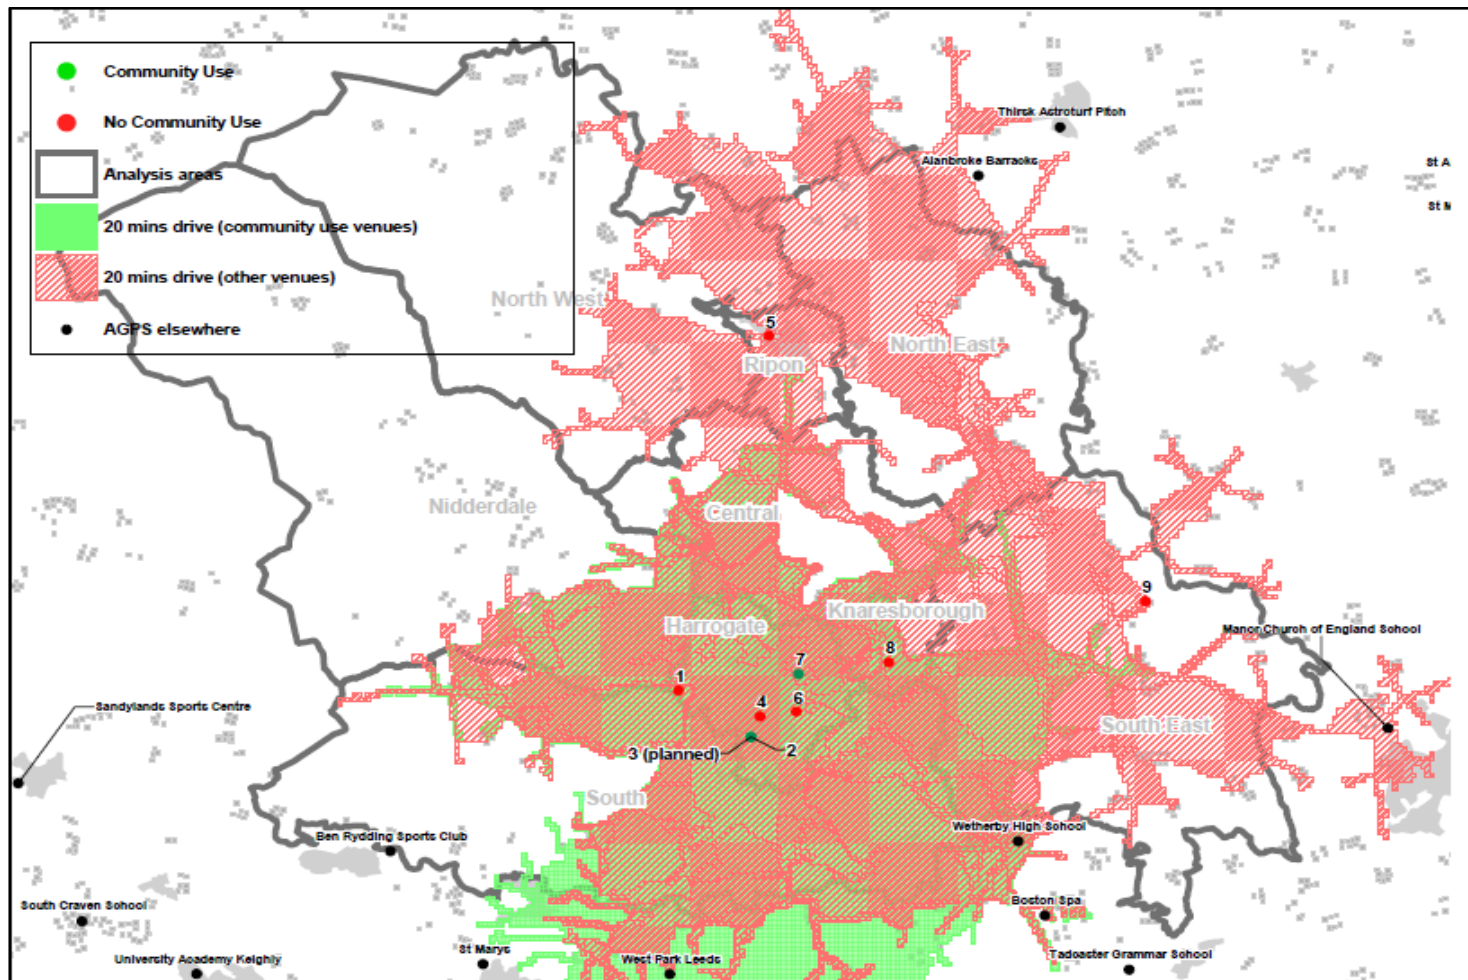 Community Use
No Community Use
Analysis areas
20 mins drive (community use venues)
20 mins drive (other venues)
AGPS elsewhere
Thirsk Astroturf Pitch
Alanbroke Barracks
St A
St M
North West
5
Ripon
North East
Nidderdale
Central
9
Knaresborough
Harrogate
Manor Church of England School
8
7
1
4
6
Sandylands Sports Centre
South East
3 (planned)
2
South
Wetherby High School
Ben Rydding Sports Club
South Craven School
Boston Spa
St Marys
Tadcaster Grammar School
University Academy Keighly
West Park Leeds